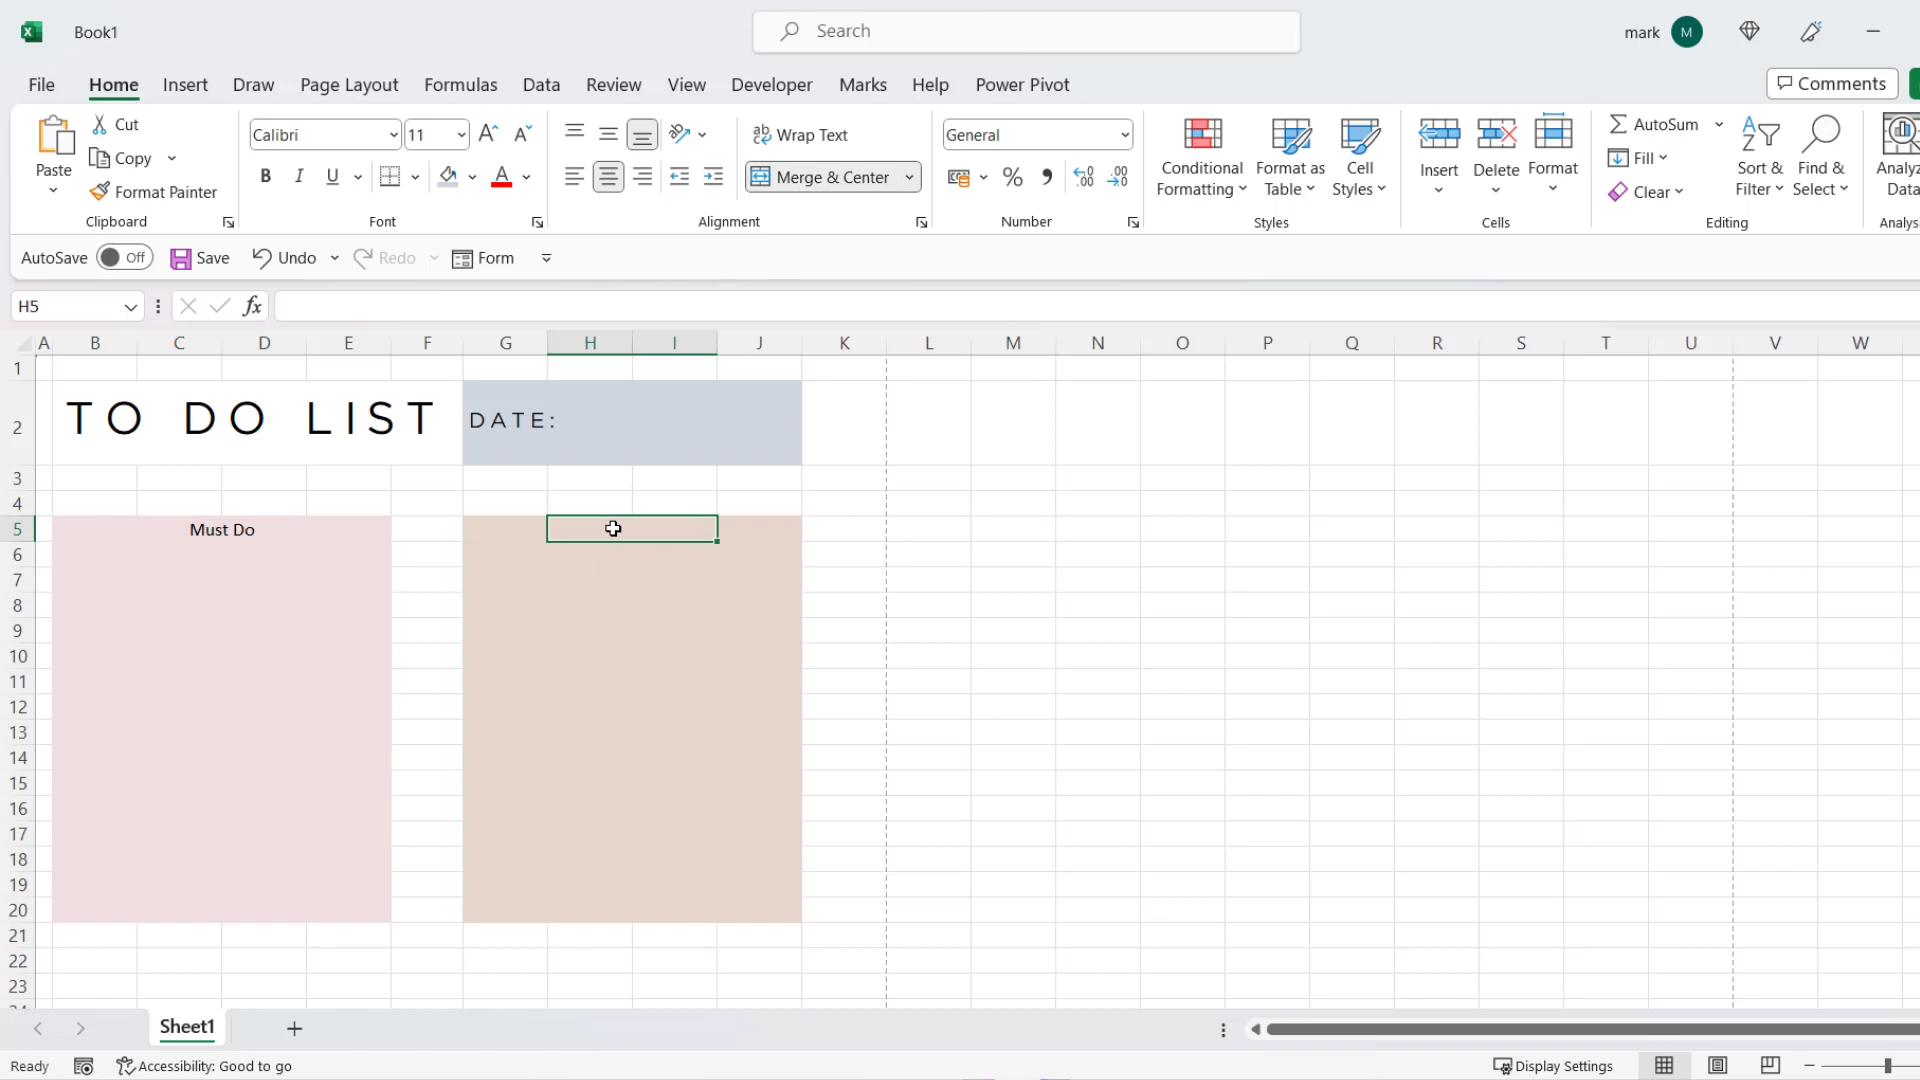 Book1
Search
mark M
File Home Insert Draw Page Layout Formulas Data Review View Developer Marks Help Power Pivot
Comments
Paste
Cut
Copy
Format Painter
Clipboard
Calibri 11
B I U A
Font
Wrap Text
Merge & Center
Alignment
General
Number
Conditional Formatting
Format as Table
Cell Styles
Styles
Insert Delete Format
Cells
AutoSum
Fill
Clear
Sort & Filter
Find & Select
Editing
Analyz
Data
Analysi
AutoSave Off Save Undo Redo Form
H5 fx
A B C D E F G H I J K L M N O P Q R S T U V W
1
2 TO DO LIST DATE:
3
4
5 Must Do
6
7
8
9
10
11
12
13
14
15
16
17
18
19
20
21
22
23
Sheet1
Ready Accessibility: Good to go Display Settings